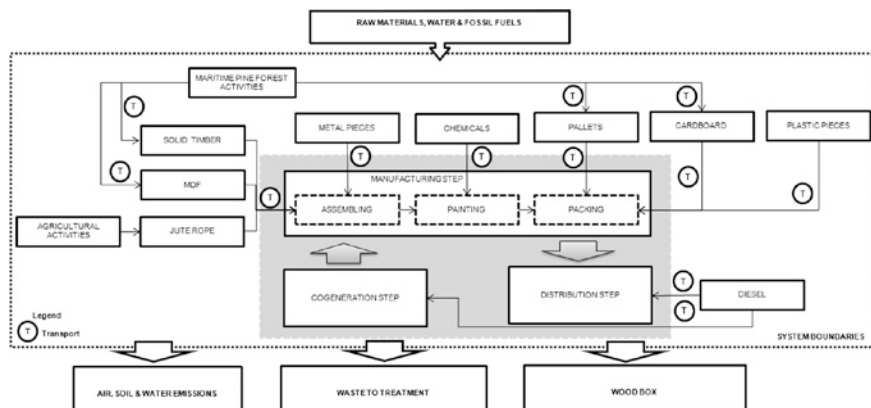 RAW MATERIALS, WATER & FOSSIL FUELS
MARITIME PINE FOREST
ACTIVITIES
T
T
T
METAL PIECES
CHEMICALS
PALLETS
CARDBOARD
PLASTIC PIECES
SOLID TIMBER
T
T
T
T
MANUFACTURING STEP
T
MDF
T
T
ASSEMBLING
PAINTING
PACKING
AGRICULTURAL
ACTIVITIES
JUTE ROPE
COGENERATION STEP
DISTRIBUTION STEP
T
DIESEL
T
Legend
T Transport
SYSTEM BOUNDARIES
AIR, SOIL & WATER EMISSIONS
WASTE TO TREATMENT
WOOD BOX